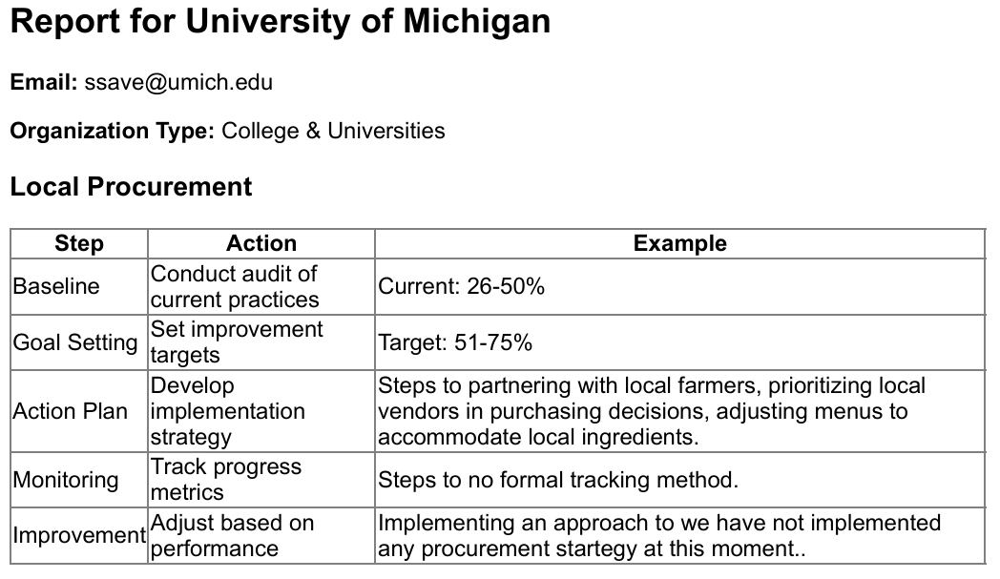 Report for University of Michigan
Email: ssave@umich.edu
Organization Type: College & Universities
Local Procurement
Step Action Example
Baseline Conduct audit of current practices Current: 26-50%
Goal Setting Set improvement targets Target: 51-75%
Action Plan Develop implementation strategy Steps to partnering with local farmers, prioritizing local vendors in purchasing decisions, adjusting menus to accommodate local ingredients.
Monitoring Track progress metrics Steps to no formal tracking method.
Improvement Adjust based on performance Implementing an approach to we have not implemented any procurement startegy at this moment..